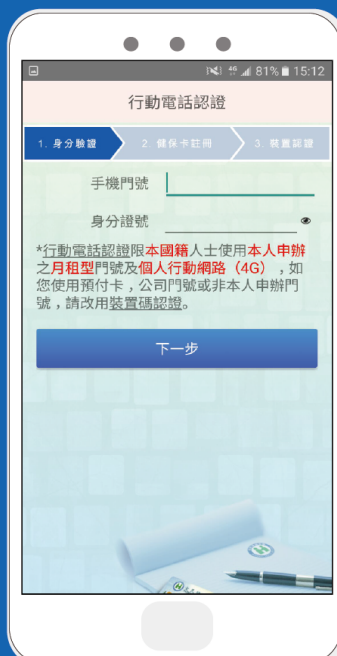 4G 81% 15:12
行動電話認證
1. 身分驗證 2. 健保卡註冊 3. 裝置認證
手機門號
身分證號
*行動電話認證限本國籍人士使用本人申辦
之月租型門號及個人行動網路（4G），如
您使用預付卡，公司門號或非本人申辦門
號，請改用裝置碼認證。
下一步